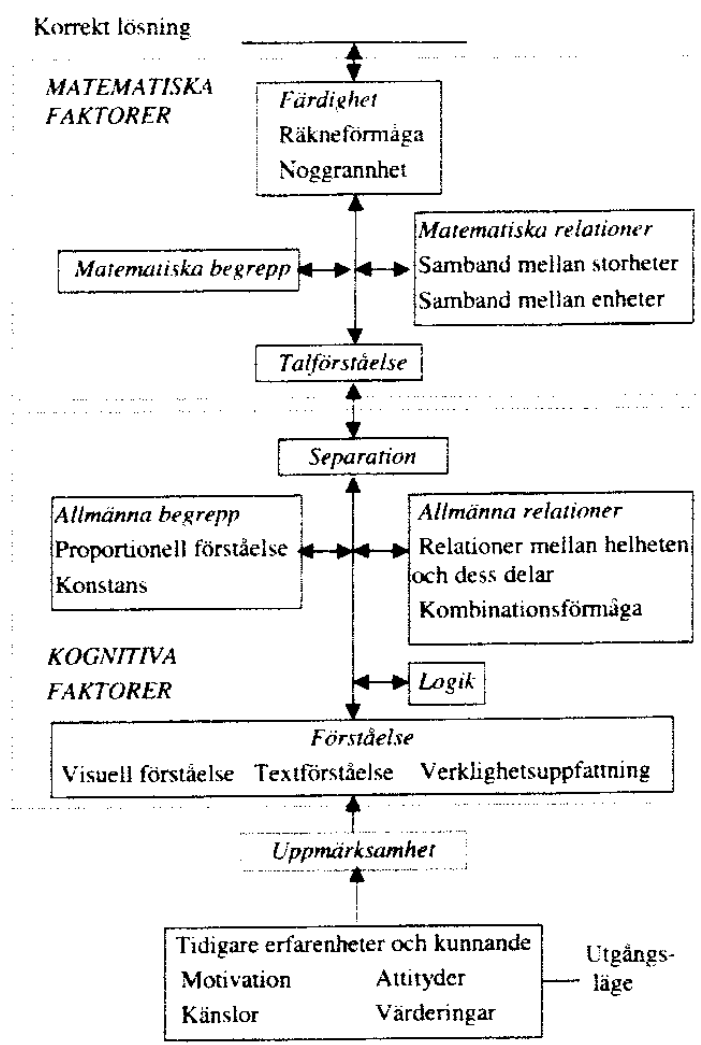 Korrekt lösning
MATEMATISKA
FAKTORER
Färdighet
Räkneförmåga
Noggrannhet
Matematiska begrepp
Matematiska relationer
Samband mellan storheter
Samband mellan enheter
Talförståelse
Separation
Allmänna begrepp
Proportionell förståelse
Konstans
Allmänna relationer
Relationer mellan helheten
och dess delar
Kombinationsförmåga
KOGNITIVA
FAKTORER
Logik
Förståelse
Visuell förståelse Textförståelse Verklighetsuppfattning
Uppmärksamhet
Tidigare erfarenheter och kunnande
Motivation Attityder
Känslor Värderingar
Utgångs-
läge